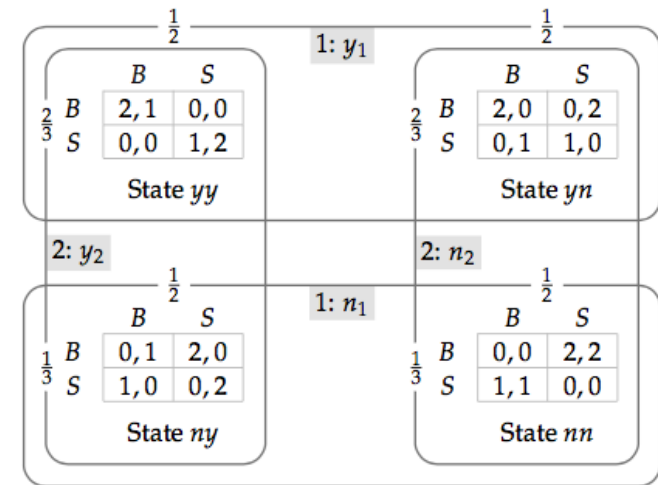 1/2 1/2
1: y₁
B S B S
2/3 B 2, 1 0, 0 2/3 B 2, 0 0, 2
S 0, 0 1, 2 S 0, 1 1, 0
State yy State yn
2: y₂ 2: n₂
1/2 1/2
1: n₁
B S B S
1/3 B 0, 1 2, 0 1/3 B 0, 0 2, 2
S 1, 0 0, 2 S 1, 1 0, 0
State ny State nn